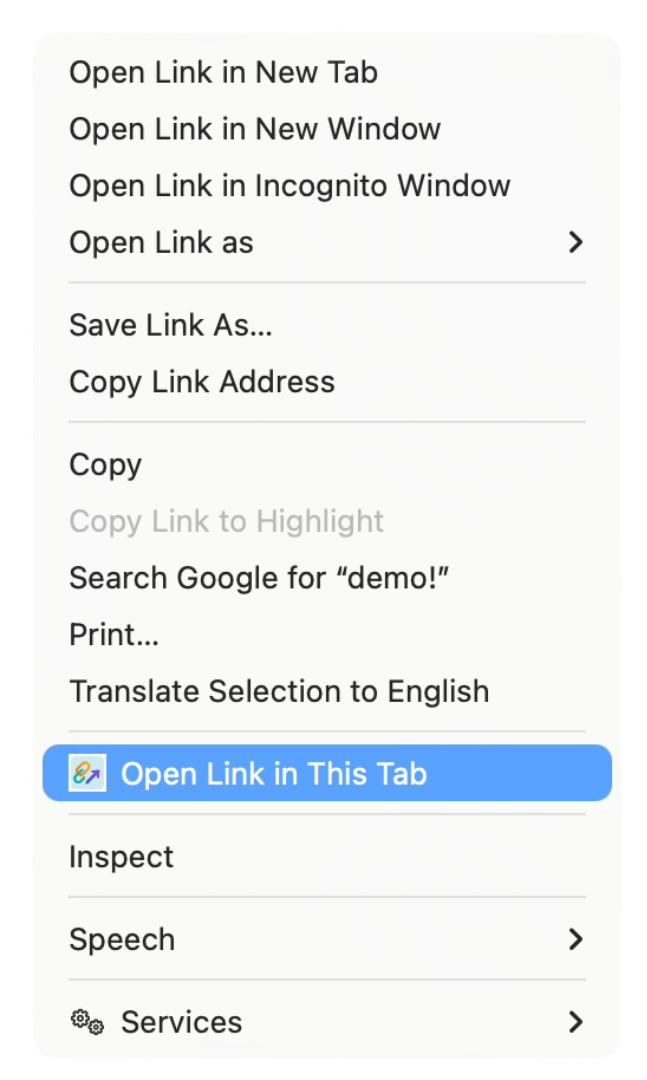 Open Link in New Tab
Open Link in New Window
Open Link in Incognito Window
Open Link as
Save Link As...
Copy Link Address
Copy
Copy Link to Highlight
Search Google for “demo!”
Print...
Translate Selection to English
Open Link in This Tab
Inspect
Speech
Services